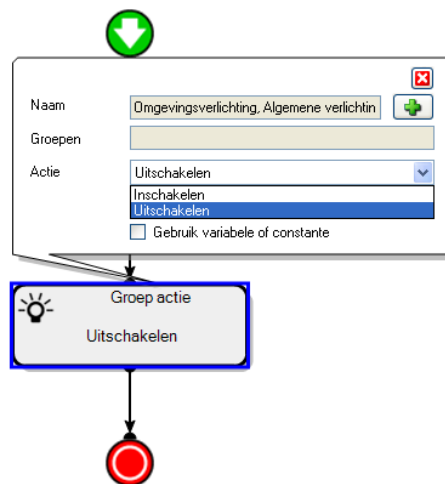 Naam
Omgevingsverlichting, Algemene verlichtin
Groepen
Actie
Uitschakelen
Inschakelen
Uitschakelen
Gebruik variabele of constante
Groep actie
Uitschakelen